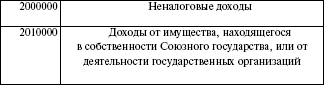 2000000 Неналоговые доходы
2010000 Доходы от имущества, находящегося
в собственности Союзного государства, или от
деятельности государственных организаций